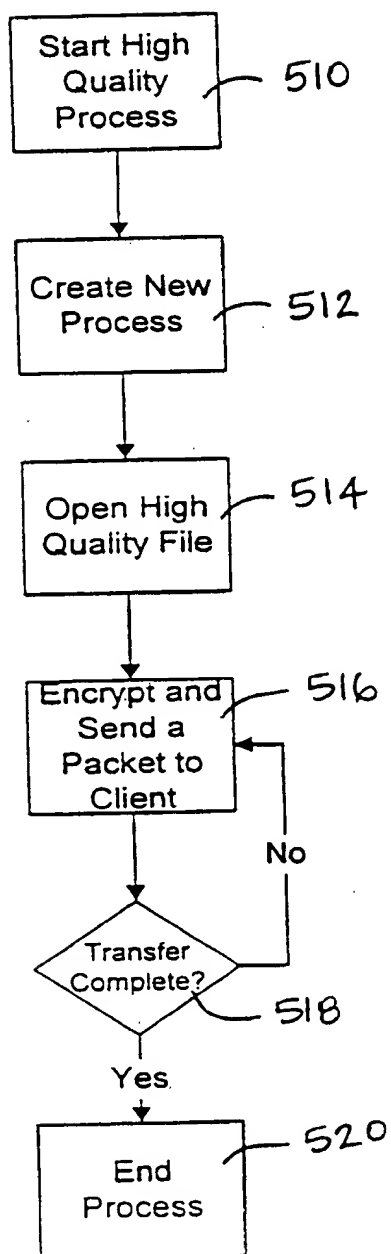 Start High
Quality
Process
510
Create New
Process
512
Open High
Quality File
514
Encrypt and
Send a
Packet to
Client
516
No
Transfer
Complete?
518
Yes
End
Process
520